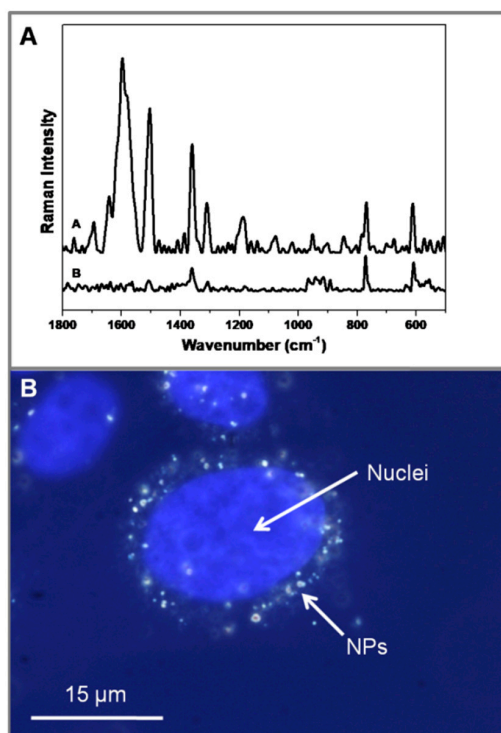 A
Raman Intensity
A
B
1800 1600 1400 1200 1000 800 600
Wavenumber (cm⁻¹)
B
Nuclei
NPs
15 µm